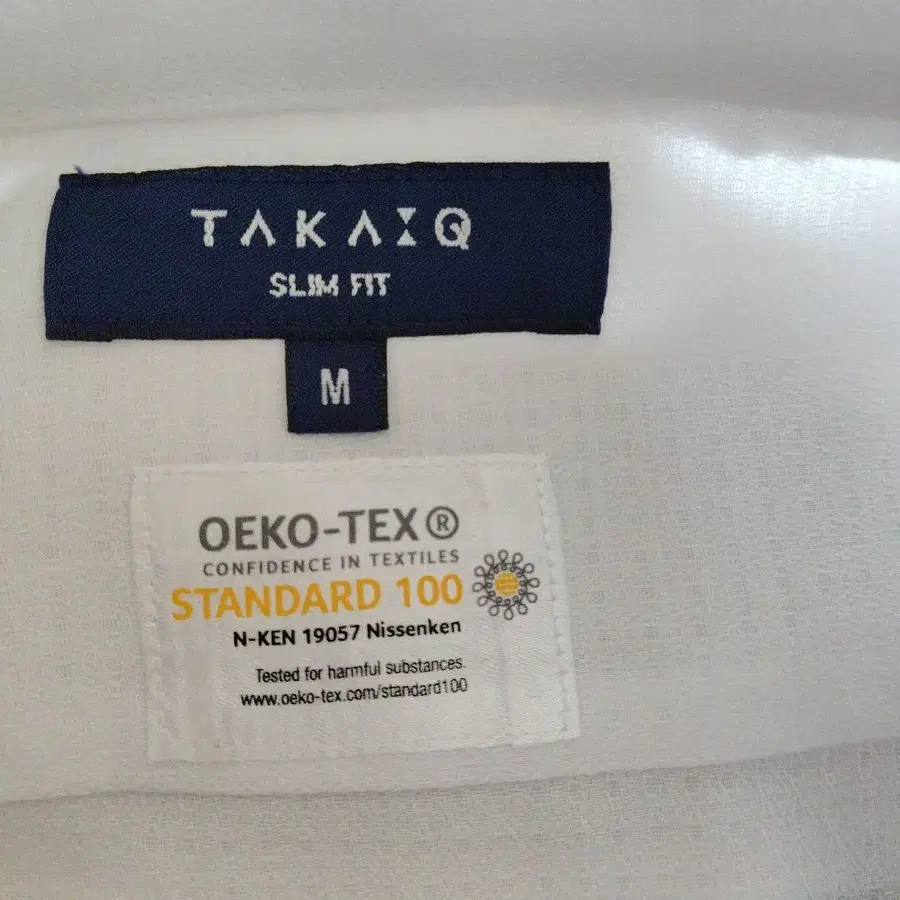 TAKA:Q
SLIM FIT
M
OEKO-TEX®
CONFIDENCE IN TEXTILES
STANDARD 100
N-KEN 19057 Nissenken
Tested for harmful substances.
www.oeko-tex.com/standard100